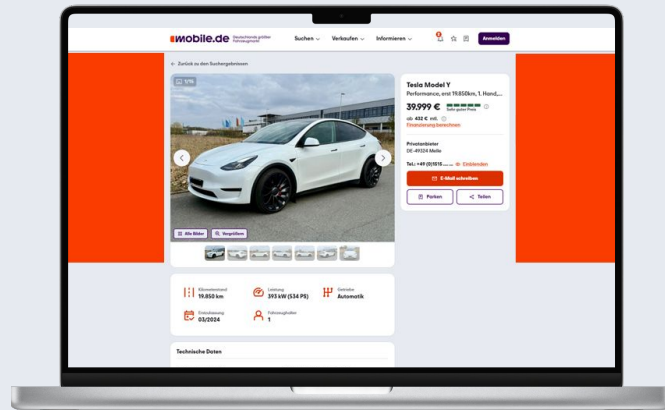 mobile.de Deutschlands größter Fahrzeugmarkt
Suchen Verkaufen Informieren Anmelden
← Zurück zu den Suchergebnissen
Tesla Model Y
Performance, erst 19.850km, 1. Hand,...
39.999 € Sehr guter Preis
ab 432 € mtl.
Finanzierung berechnen
Privatanbieter
DE-49324 Melle
Tel.: +49 (0)1515 ... ... Einblenden
E-Mail schreiben
Parken Teilen
Alle Bilder Vergrößern
Kilometerstand
19.850 km
Leistung
393 kW (534 PS)
Getriebe
Automatik
Erstzulassung
03/2024
Fahrzeughalter
1
Technische Daten